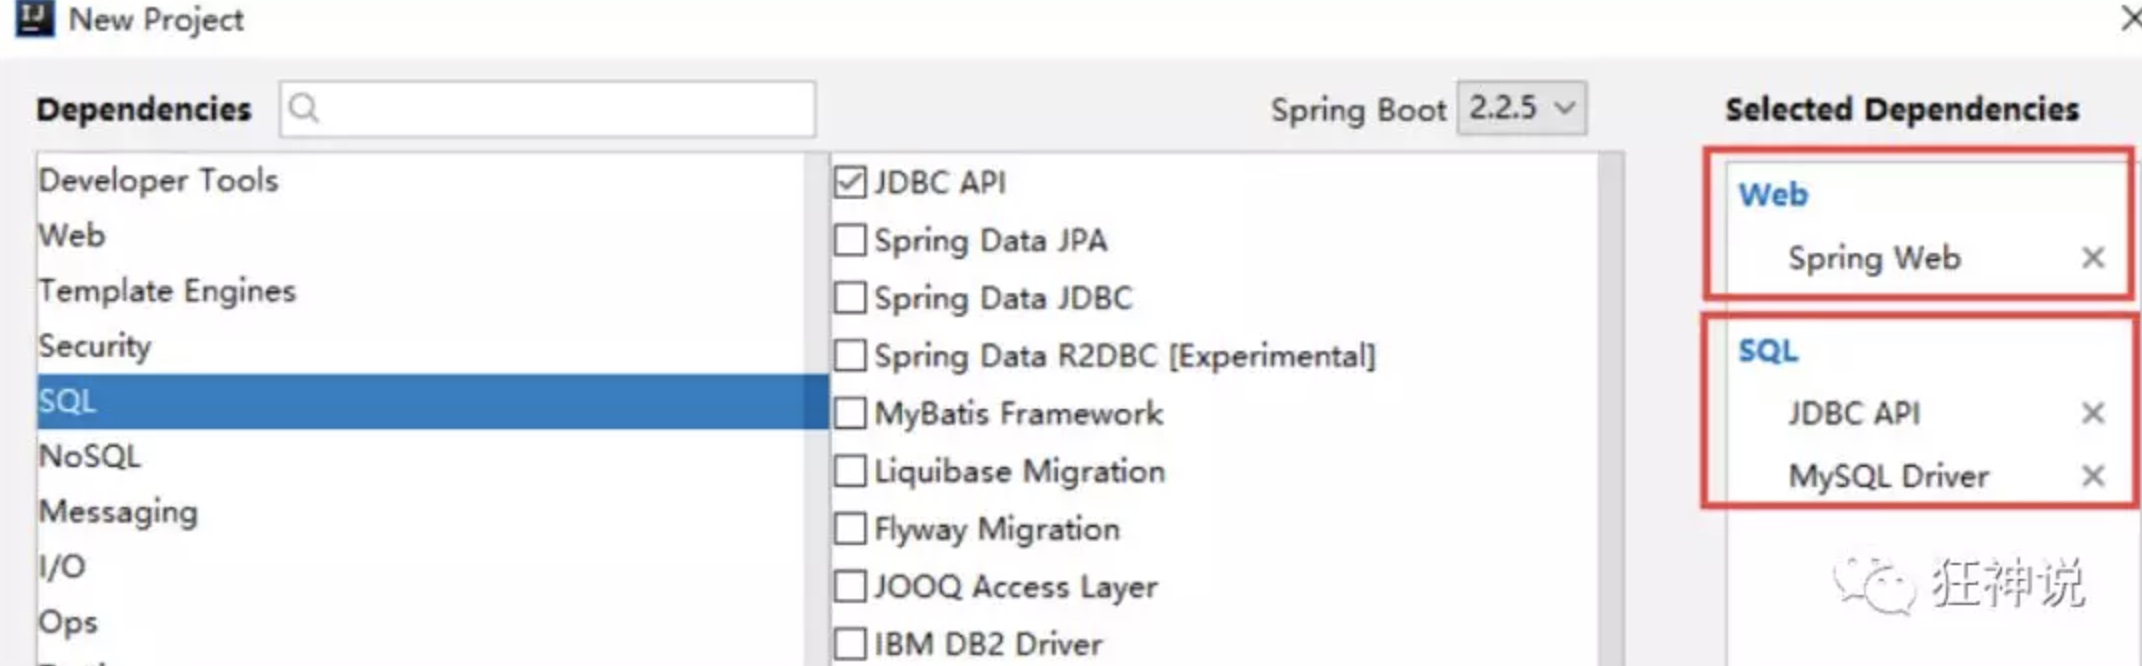 IJ New Project
Dependencies
Spring Boot 2.2.5
Selected Dependencies
Developer Tools
Web
Template Engines
Security
SQL
NoSQL
Messaging
I/O
Ops
JDBC API
Spring Data JPA
Spring Data JDBC
Spring Data R2DBC [Experimental]
MyBatis Framework
Liquibase Migration
Flyway Migration
JOOQ Access Layer
IBM DB2 Driver
Web
Spring Web
SQL
JDBC API
MySQL Driver
狂神说